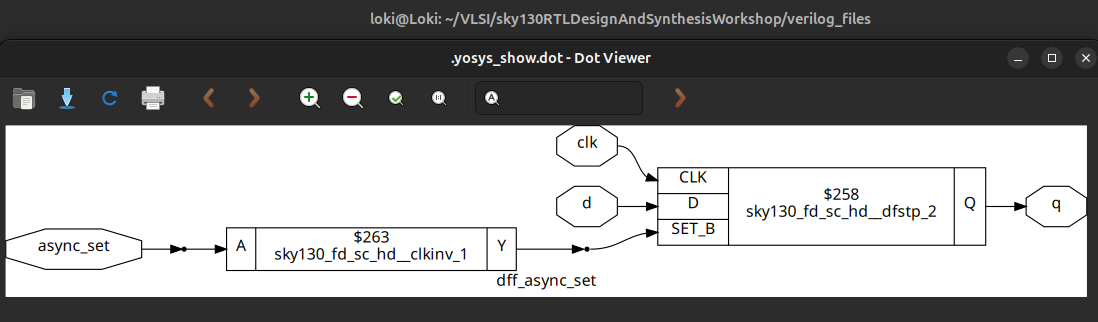 loki@Loki: ~/VLSI/sky130RTLDesignAndSynthesisWorkshop/verilog_files
.yosys_show.dot - Dot Viewer
A
clk
d
async_set
A
$263
sky130_fd_sc_hd__clkinv_1
Y
CLK
D
SET_B
$258
sky130_fd_sc_hd__dfstp_2
Q
q
dff_async_set